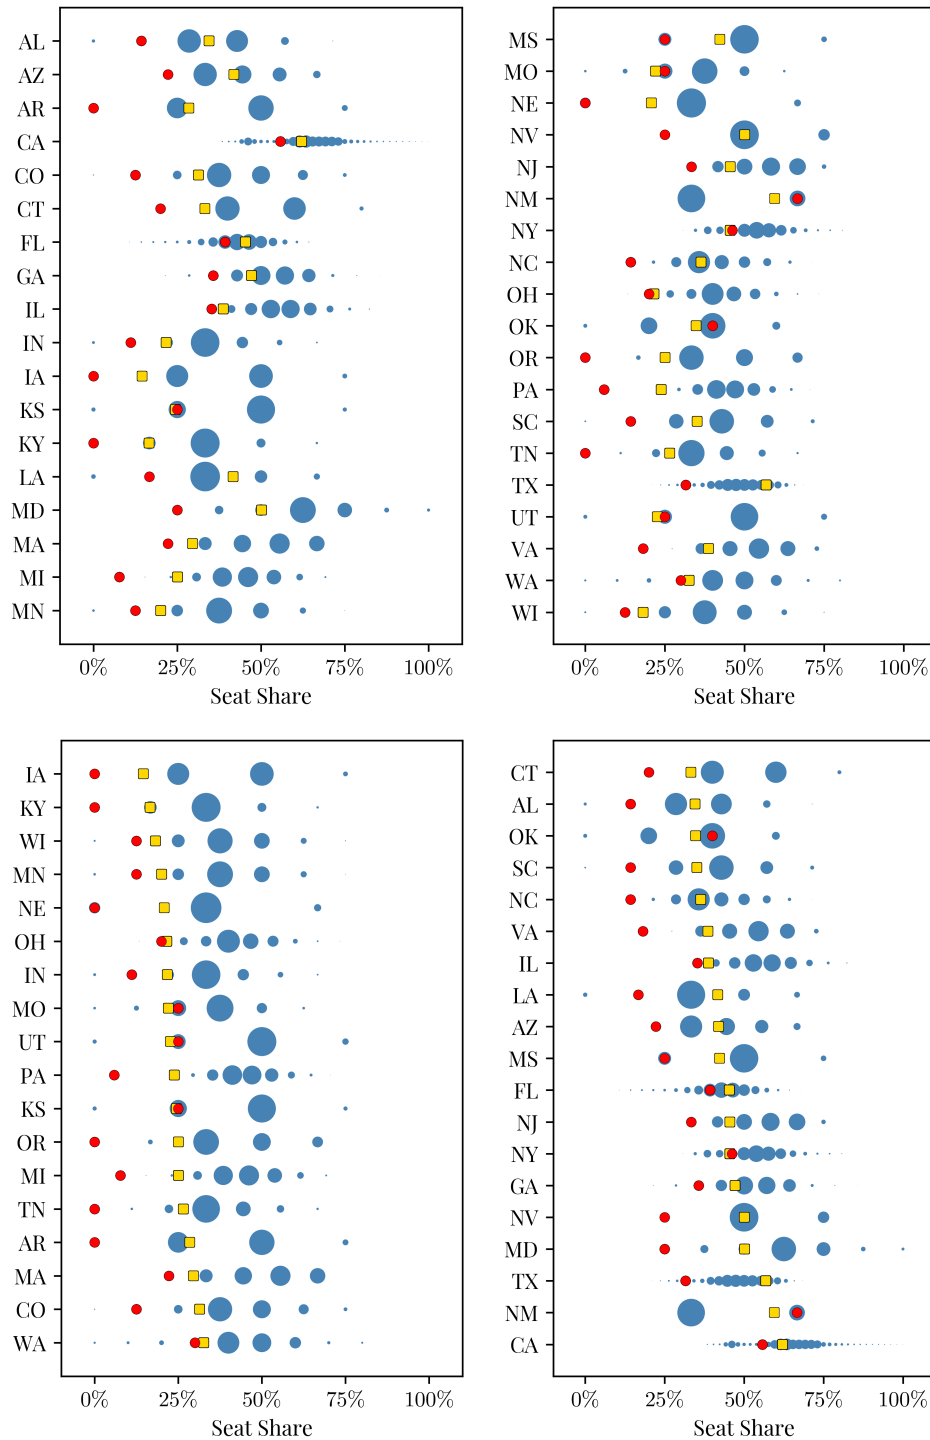 AL
AZ
AR
CA
CO
CT
FL
GA
IL
IN
IA
KS
KY
LA
MD
MA
MI
MN
0% 25% 50% 75% 100%
Seat Share
MS
MO
NE
NV
NJ
NM
NY
NC
OH
OK
OR
PA
SC
TN
TX
UT
VA
WA
WI
0% 25% 50% 75% 100%
Seat Share
IA
KY
WI
MN
NE
OH
IN
MO
UT
PA
KS
OR
MI
TN
AR
MA
CO
WA
0% 25% 50% 75% 100%
Seat Share
CT
AL
OK
SC
NC
VA
IL
LA
AZ
MS
FL
NJ
NY
GA
NV
MD
TX
NM
CA
0% 25% 50% 75% 100%
Seat Share